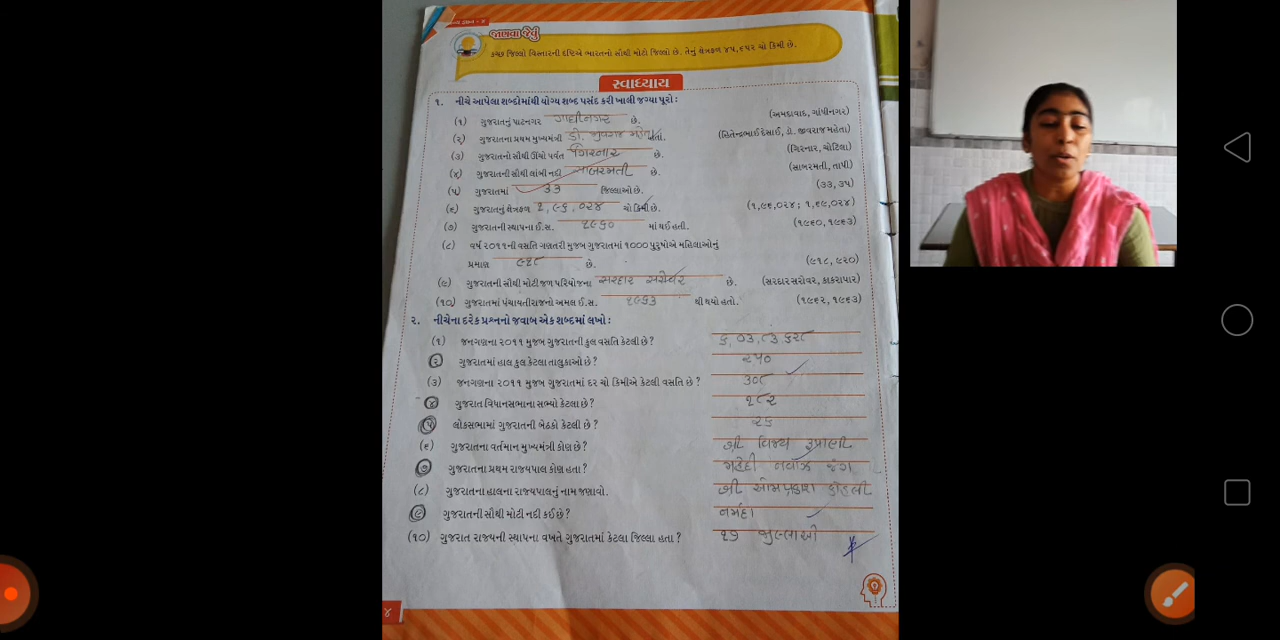 સામાન્ય જ્ઞાન - ૪
જાણવા જેવું
કચ્છ જિલ્લો વિસ્તારની દૃષ્ટિએ ભારતનો સૌથી મોટો જિલ્લો છે. તેનું ક્ષેત્રફળ ૪૫,૬૫૨ ચો કિમી છે.
સ્વાધ્યાય
૧. નીચે આપેલા શબ્દોમાંથી યોગ્ય શબ્દ પસંદ કરી ખાલી જગ્યા પૂરો :
(૧) ગુજરાતનું પાટનગર ગાંધીનગર છે. (અમદાવાદ, ગાંધીનગર)
(૨) ગુજરાતના પ્રથમ મુખ્યમંત્રી ડૉ. જીવરાજ મહેતા હતા. (હિતેન્દ્રભાઈ દેસાઈ, ડો. જીવરાજ મહેતા)
(૩) ગુજરાતનો સૌથી ઊંચો પર્વત ગિરનાર છે. (ગિરનાર, ચોટિલા)
(૪) ગુજરાતની સૌથી લાંબી નદી સાબરમતી છે. (સાબરમતી, તાપી)
(૫) ગુજરાતમાં ૩૩ જિલ્લાઓ છે. (૩૩, ૩૫)
(૬) ગુજરાતનું ક્ષેત્રફળ ૧,૯૬,૦૨૪ ચો કિમી છે. (૧,૯૬,૦૨૪; ૧,૬૯,૦૨૪)
(૭) ગુજરાતની સ્થાપના ઈ.સ. ૧૯૬૦ માં થઈ હતી. (૧૯૬૦, ૧૯૬૩)
(૮) વર્ષ ૨૦૧૧ની વસતિ ગણતરી મુજબ ગુજરાતમાં ૧000 પુરુષોએ મહિલાઓનું
પ્રમાણ ૯૧૮ છે. (૯૧૮, ૯૨૦)
(૯) ગુજરાતની સૌથી મોટી જળ પરિયોજના સરદાર સરોવર છે. (સરદાર સરોવર, કાકરાપાર)
(૧૦) ગુજરાતમાં પંચાયતીરાજનો અમલ ઈ.સ. ૧૯૬૩ થી થયો હતો. (૧૯૬૨, ૧૯૬૩)
૨. નીચેના દરેક પ્રશ્નનો જવાબ એક શબ્દમાં લખો :
(૧) જનગણના ૨૦૧૧ મુજબ ગુજરાતની કુલ વસતિ કેટલી છે? ૬,૦૩,૮૩,૬૨૮
(૨) ગુજરાતમાં હાલ કુલ કેટલા તાલુકાઓ છે? ૨૫૦
(૩) જનગણના ૨૦૧૧ મુજબ ગુજરાતમાં દર ચો કિમીએ કેટલી વસતિ છે? ૩૦૮
(૪) ગુજરાત વિધાનસભાના સભ્યો કેટલા છે? ૧૮૨
(૫) લોકસભામાં ગુજરાતની બેઠકો કેટલી છે? ૨૬
(૬) ગુજરાતના વર્તમાન મુખ્યમંત્રી કોણ છે? શ્રી વિજય રૂપાણી
(૭) ગુજરાતના પ્રથમ રાજ્યપાલ કોણ હતા? મહેદી નવાઝ જંગ
(૮) ગુજરાતના હાલના રાજ્યપાલનું નામ જણાવો. શ્રી ઓમપ્રકાશ કોહલી
(૯) ગુજરાતની સૌથી મોટી નદી કઈ છે? નર્મદા
(૧૦) ગુજરાત રાજ્યની સ્થાપના વખતે ગુજરાતમાં કેટલા જિલ્લા હતા? ૧૭ જીલ્લાઓ
૪